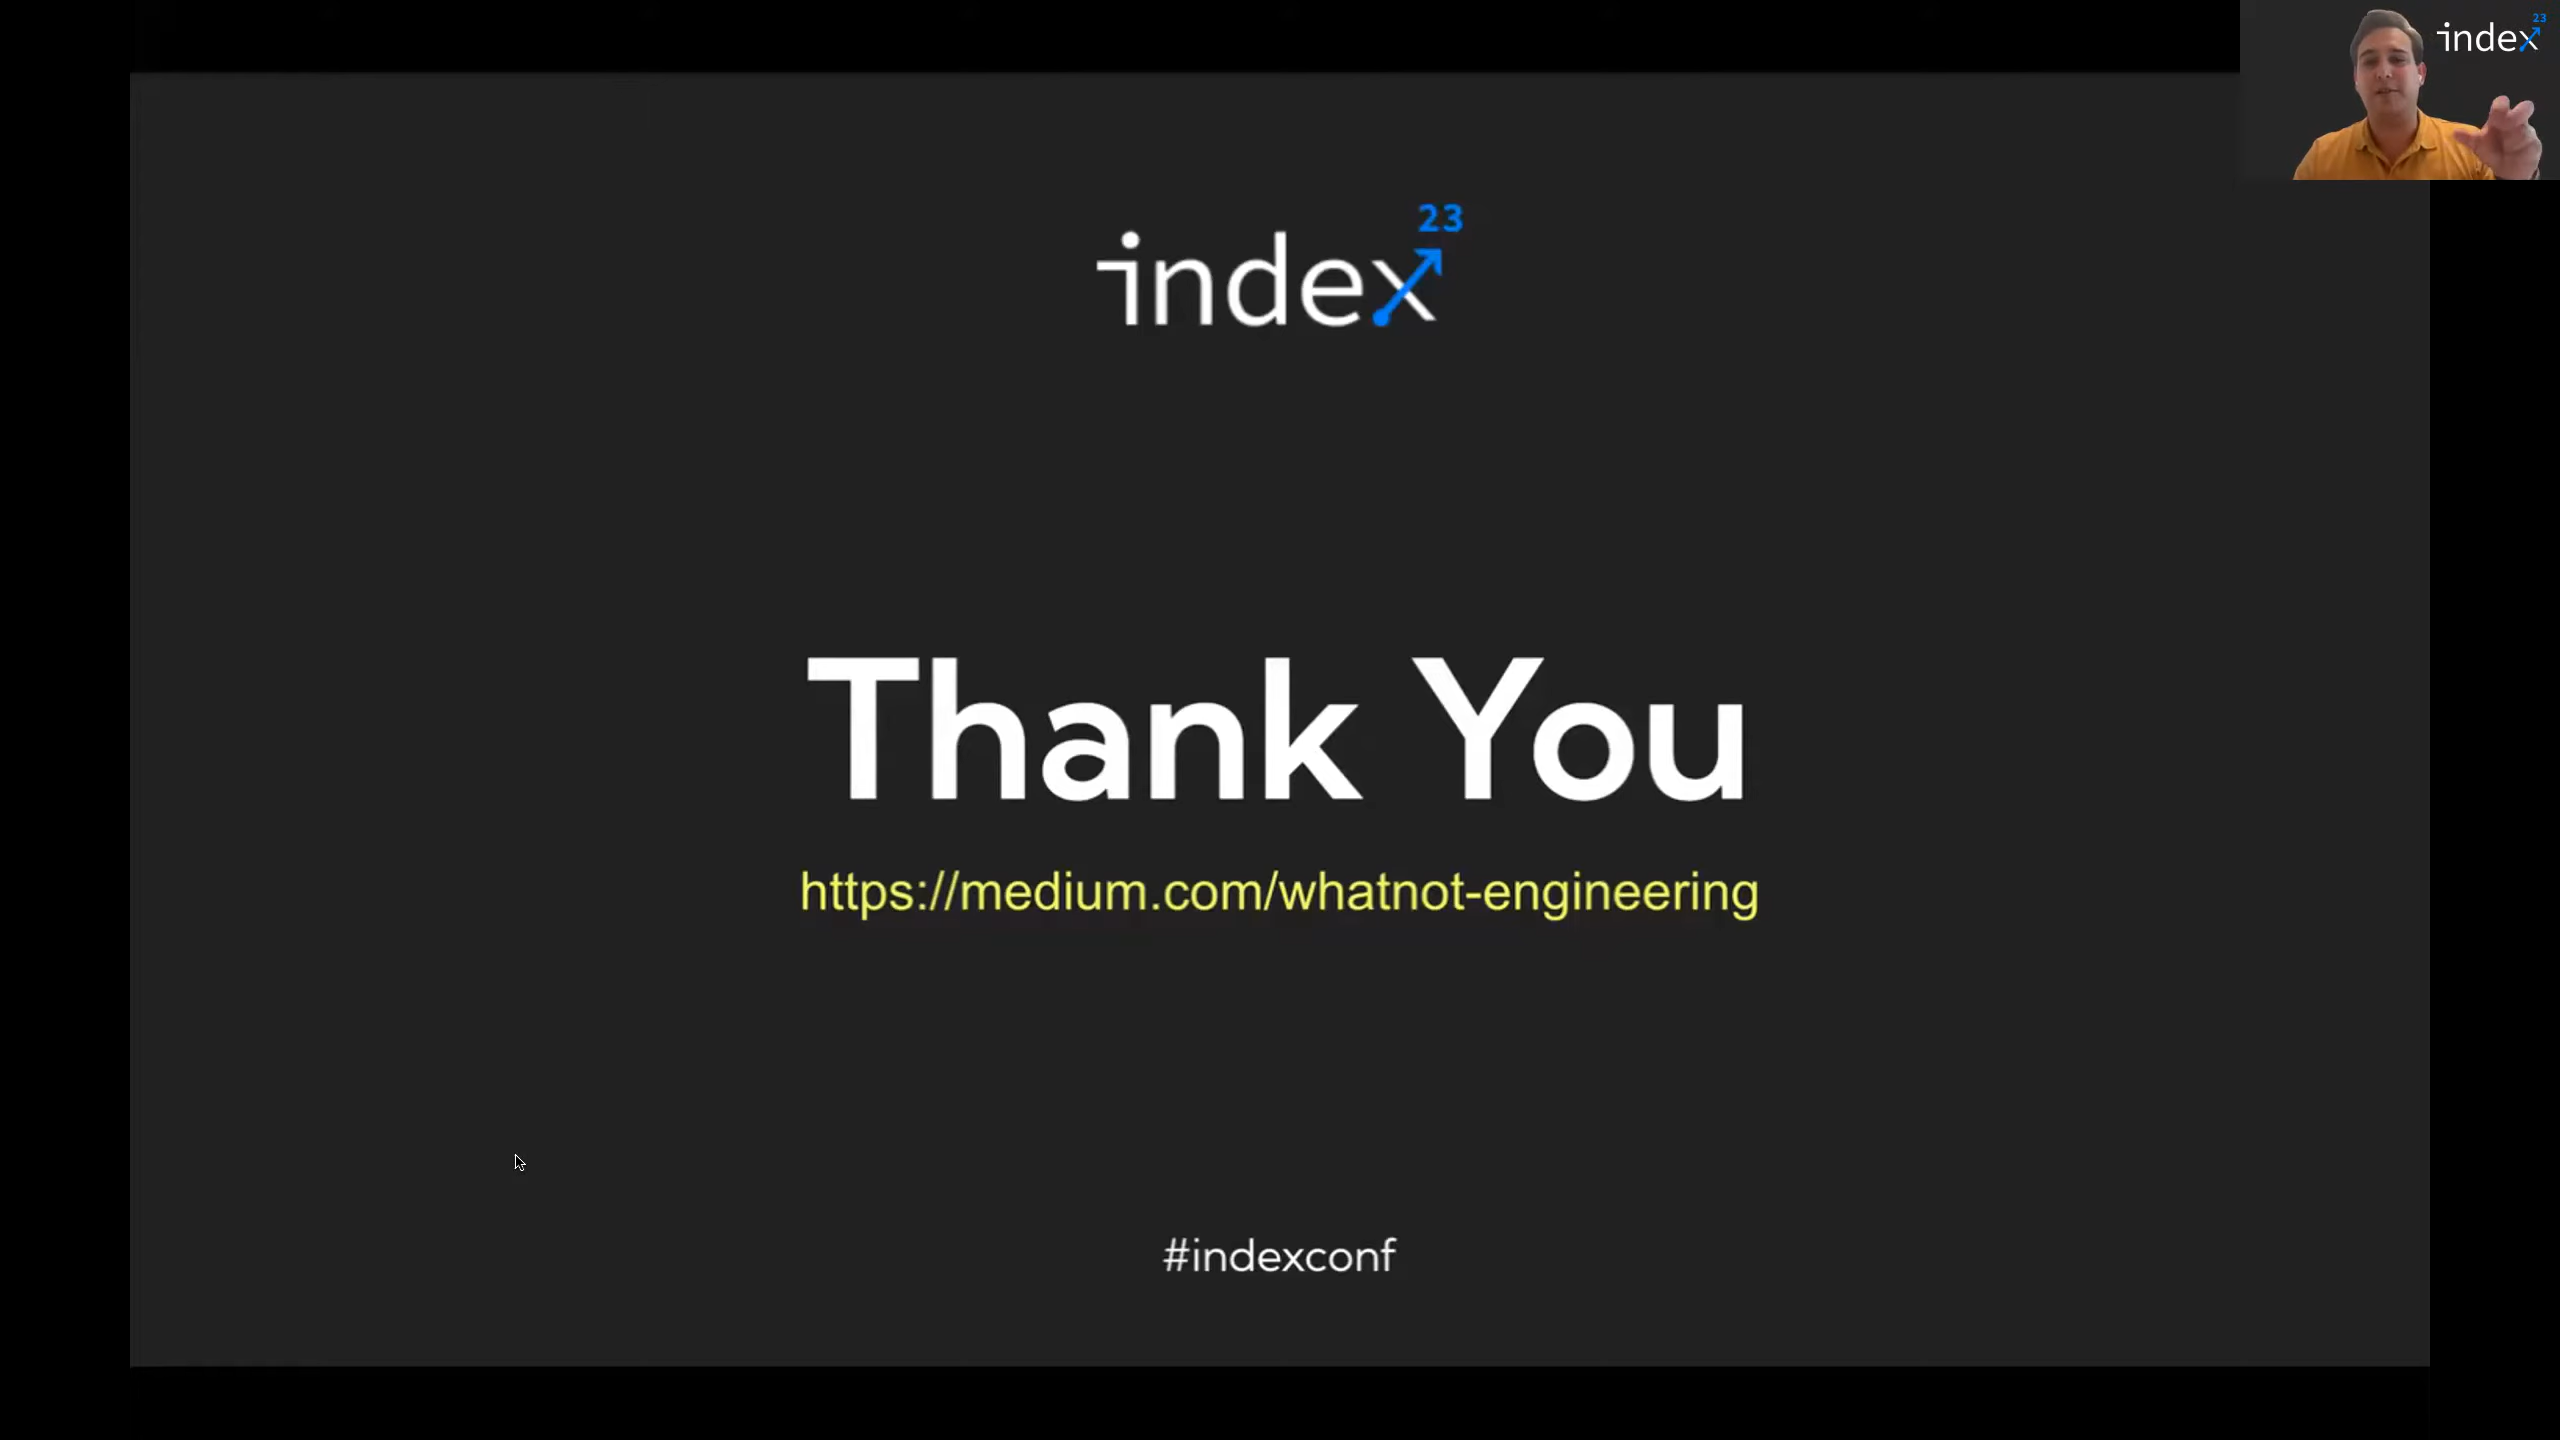 index 23
index 23
Thank You
https://medium.com/whatnot-engineering
#indexconf